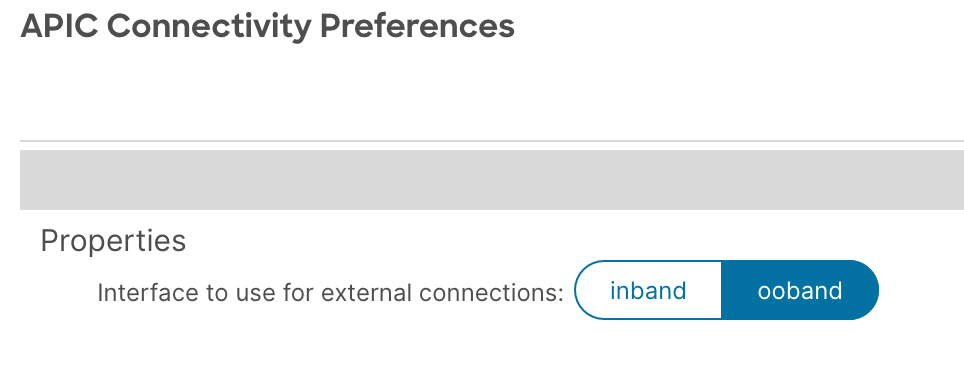 APIC Connectivity Preferences
Properties
Interface to use for external connections: inband ooband